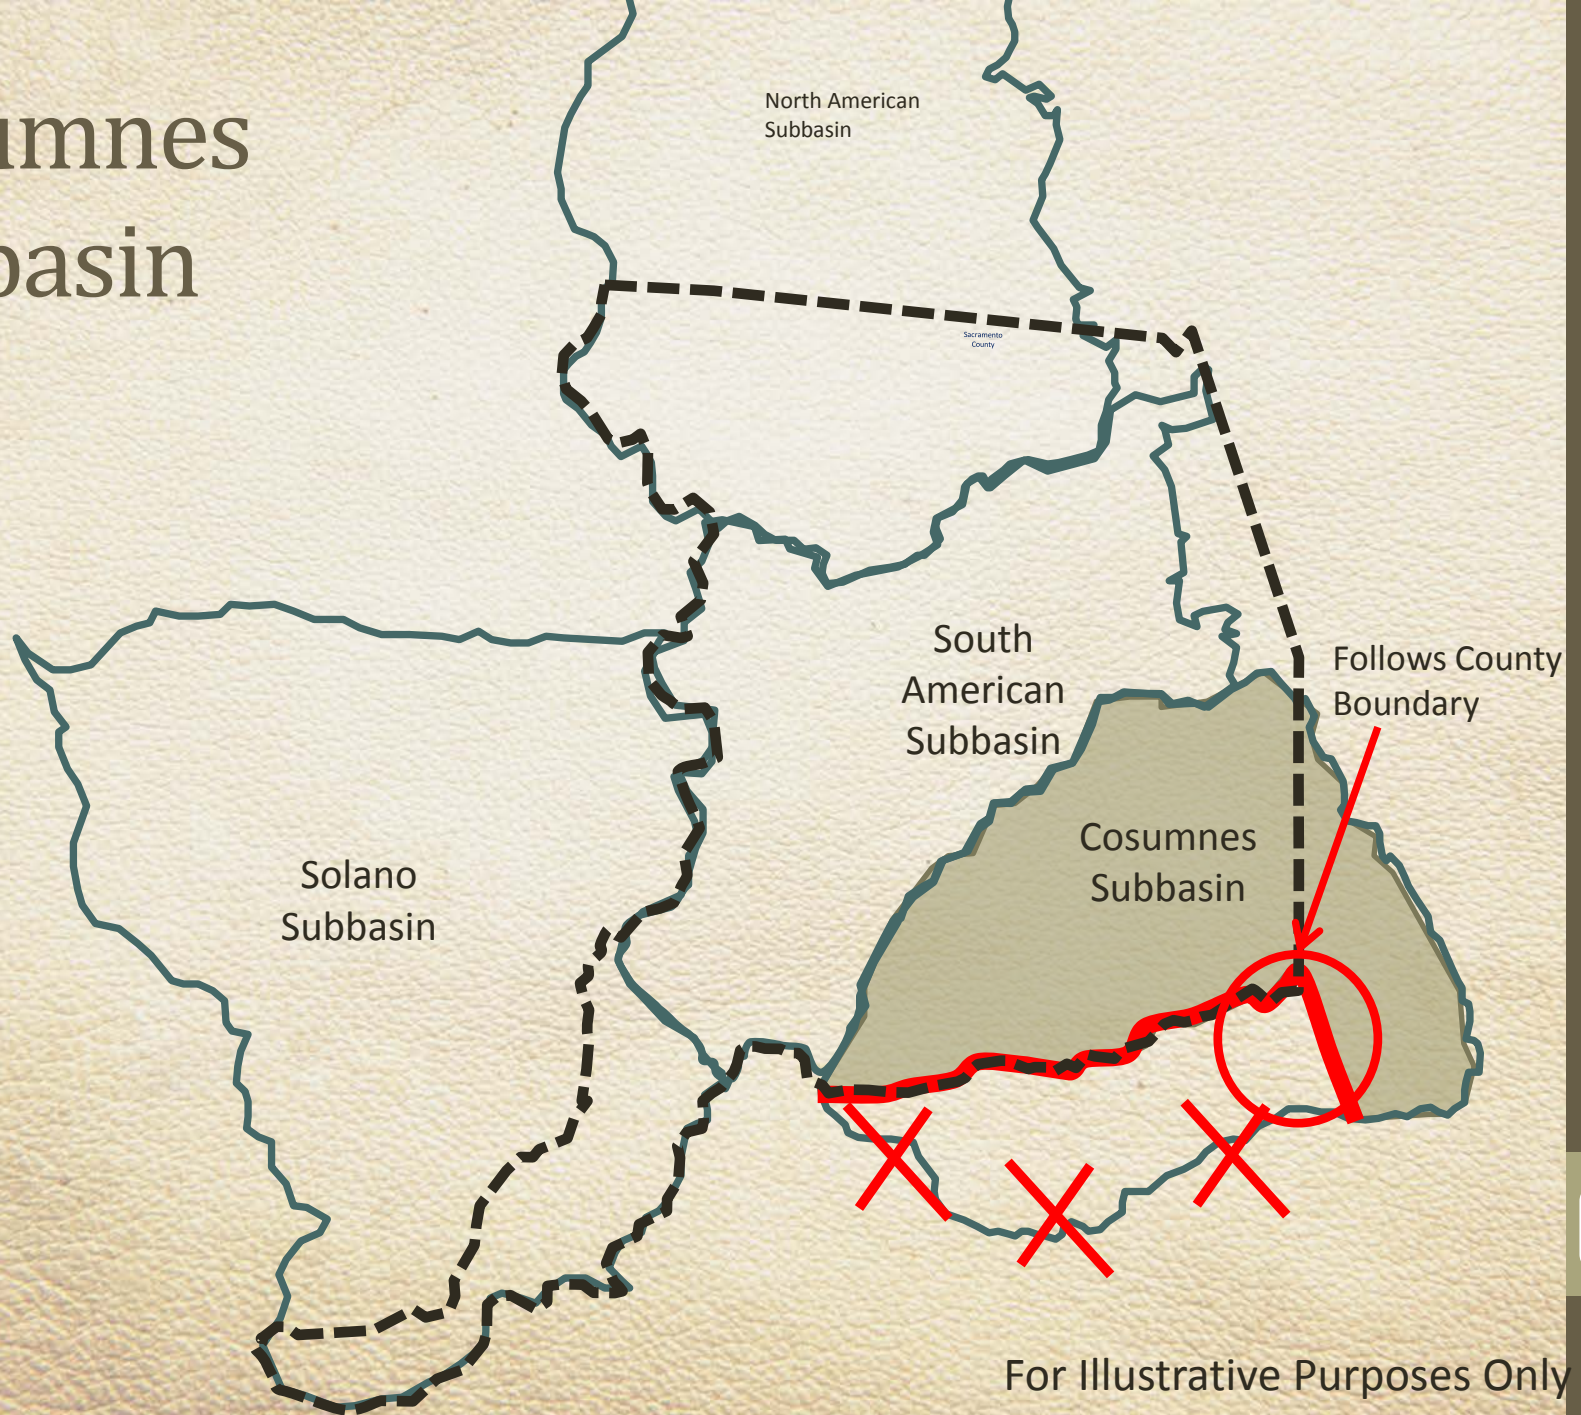 umnes
basin
North American
Subbasin
Sacramento
County
South
American
Subbasin
Follows County
Boundary
Cosumnes
Subbasin
Solano
Subbasin
For Illustrative Purposes Only